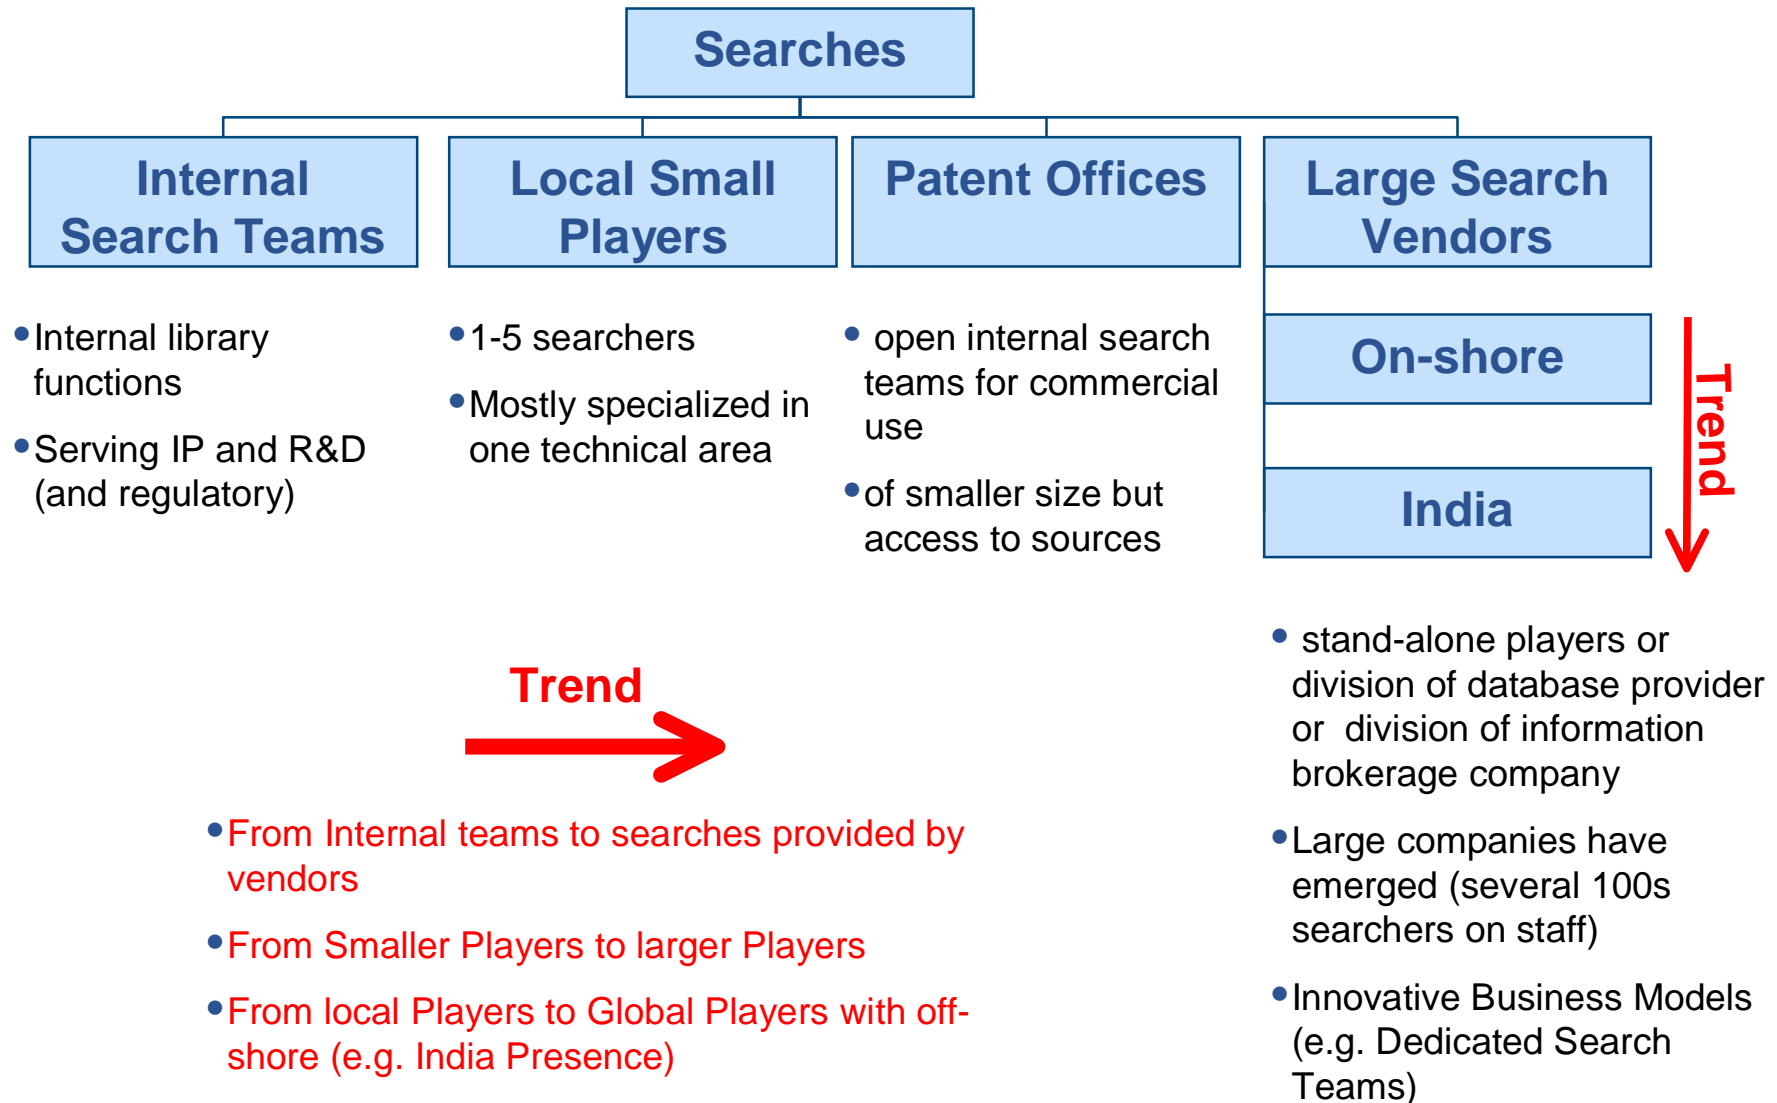 Searches
Internal
Search Teams
Local Small
Players
Patent Offices
Large Search
Vendors
•Internal library
functions
•Serving IP and R&D
(and regulatory)
•1-5 searchers
•Mostly specialized in
one technical area
• open internal search
teams for commercial
use
•of smaller size but
access to sources
On-shore
India
Trend
• stand-alone players or
division of database provider
or division of information
brokerage company
•Large companies have
emerged (several 100s
searchers on staff)
•Innovative Business Models
(e.g. Dedicated Search
Teams)
Trend
•From Internal teams to searches provided by
vendors
•From Smaller Players to larger Players
•From local Players to Global Players with off-
shore (e.g. India Presence)